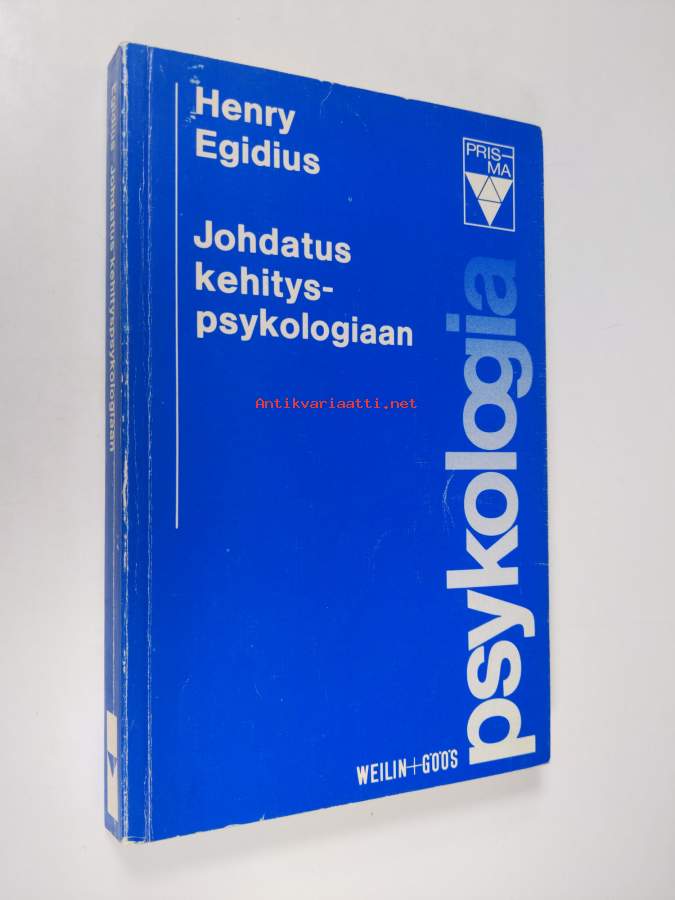 Henry
Egidius
Johdatus
kehitys-
psykologiaan
PRIS-
MA
psykologia
WEILIN+GÖÖS
Egidius Johdatus kehityspsykologiaan
Antikvariaatti.net